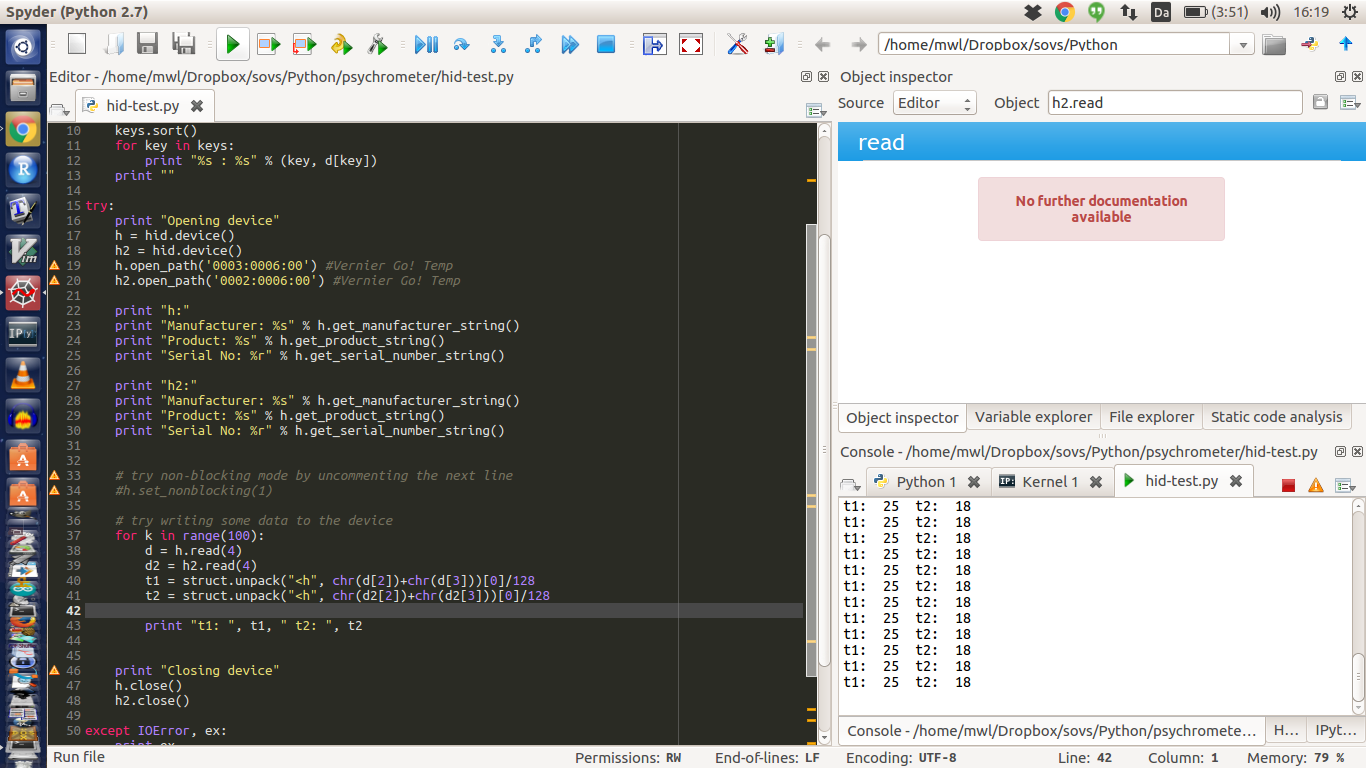 Spyder (Python 2.7)
Da
(3:51)
16:19
/home/mwl/Dropbox/sovs/Python
Editor - /home/mwl/Dropbox/sovs/Python/psychrometer/hid-test.py
hid-test.py
10     keys.sort()
11     for key in keys:
12         print "%s : %s" % (key, d[key])
13     print ""
14
15 try:
16     print "Opening device"
17     h = hid.device()
18     h2 = hid.device()
19     h.open_path('0003:0006:00') #Vernier Go! Temp
20     h2.open_path('0002:0006:00') #Vernier Go! Temp
21
22     print "h:"
23     print "Manufacturer: %s" % h.get_manufacturer_string()
24     print "Product: %s" % h.get_product_string()
25     print "Serial No: %r" % h.get_serial_number_string()
26
27     print "h2:"
28     print "Manufacturer: %s" % h.get_manufacturer_string()
29     print "Product: %s" % h.get_product_string()
30     print "Serial No: %r" % h.get_serial_number_string()
31
32
33     # try non-blocking mode by uncommenting the next line
34     #h.set_nonblocking(1)
35
36     # try writing some data to the device
37     for k in range(100):
38         d = h.read(4)
39         d2 = h2.read(4)
40         t1 = struct.unpack("<h", chr(d[2])+chr(d[3]))[0]/128
41         t2 = struct.unpack("<h", chr(d2[2])+chr(d2[3]))[0]/128
42
43         print "t1: ", t1, " t2: ", t2
44
45
46     print "Closing device"
47     h.close()
48     h2.close()
49
50 except IOError, ex:
print ex
Object inspector
Source Editor Object h2.read
read
No further documentation
available
Object inspector Variable explorer File explorer Static code analysis
Console - /home/mwl/Dropbox/sovs/Python/psychrometer/hid-test.py
Python 1 IP: Kernel 1 hid-test.py
t1:  25  t2:  18
t1:  25  t2:  18
t1:  25  t2:  18
t1:  25  t2:  18
t1:  25  t2:  18
t1:  25  t2:  18
t1:  25  t2:  18
t1:  25  t2:  18
t1:  25  t2:  18
t1:  25  t2:  18
t1:  25  t2:  18
t1:  25  t2:  18
Console - /home/mwl/Dropbox/sovs/Python/psychromete... H... IPyt...
Run file Permissions: RW End-of-lines: LF Encoding: UTF-8 Line: 42 Column: 1 Memory: 79 %